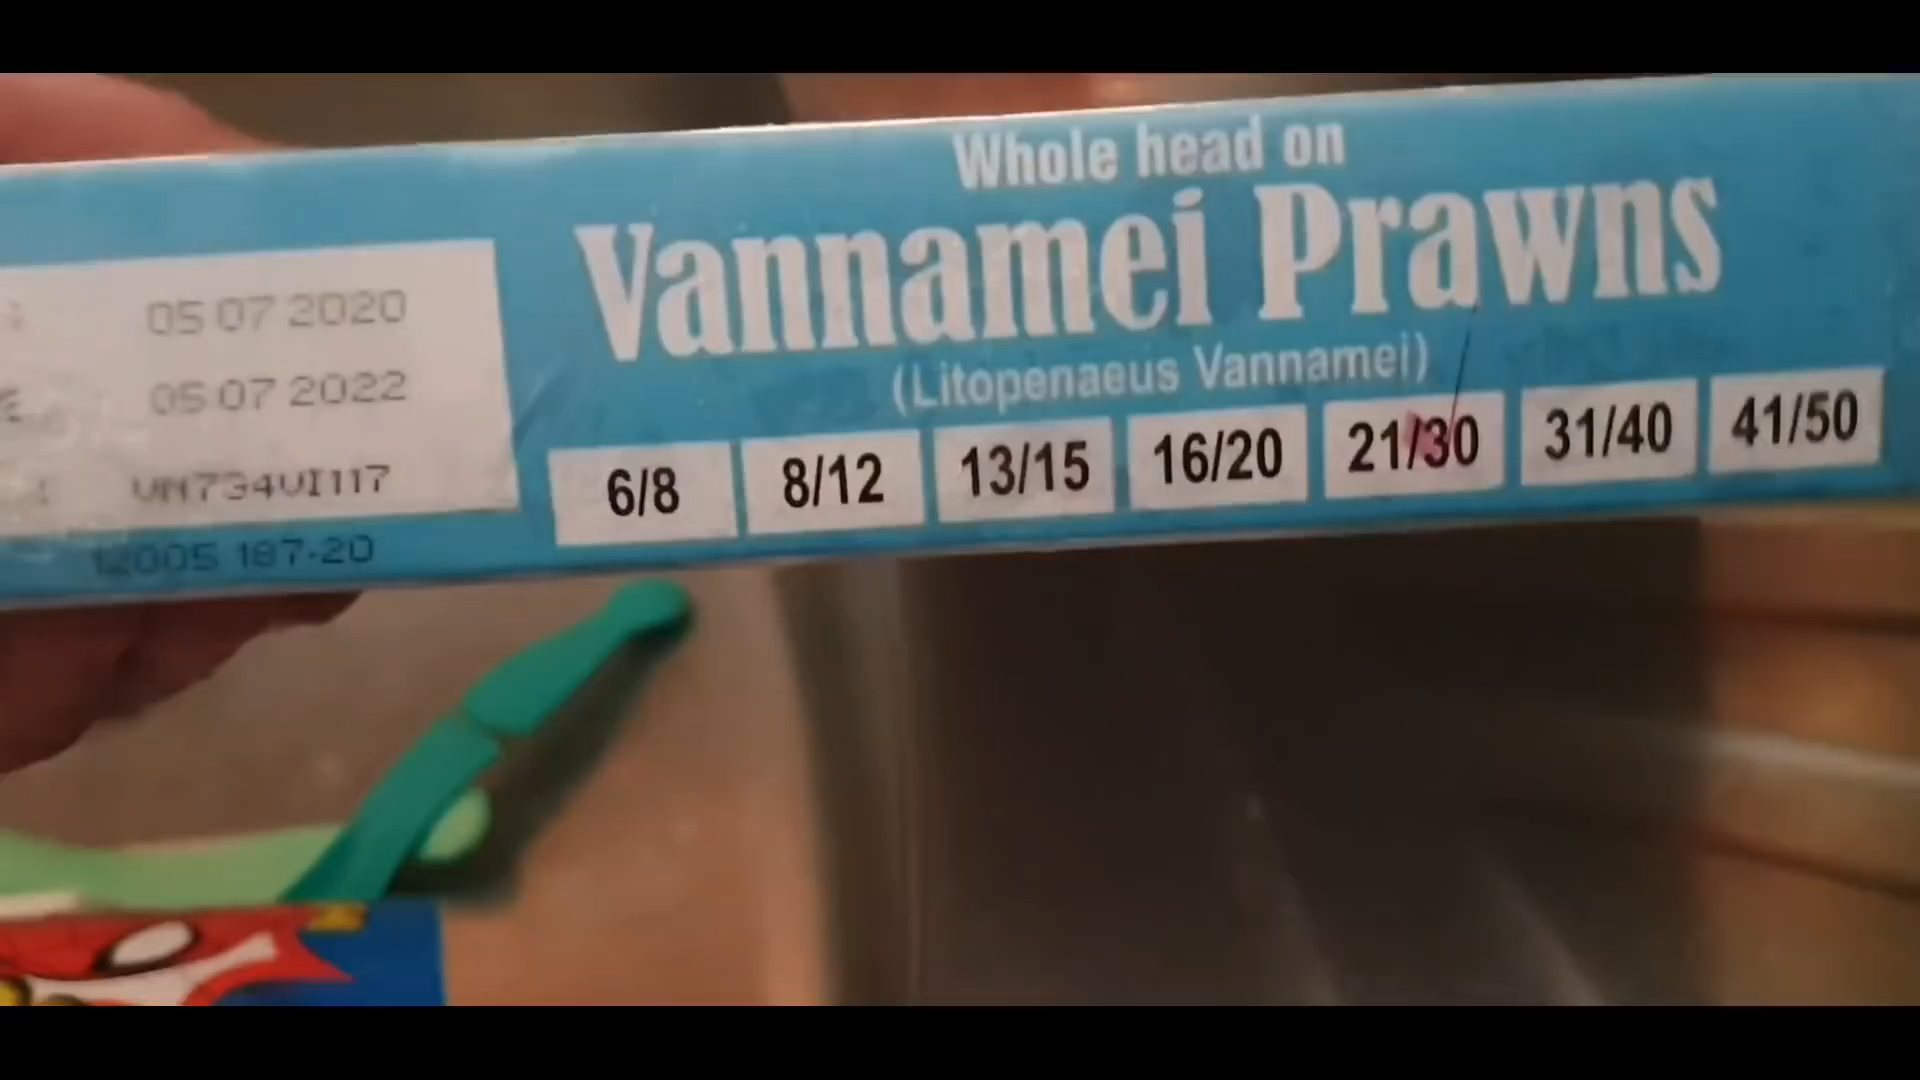 05 07 2020
05 07 2022
VN734VI117
12005 187-20
Whole head on
Vannamei Prawns
(Litopenaeus Vannamei)
6/8 8/12 13/15 16/20 21/30 31/40 41/50